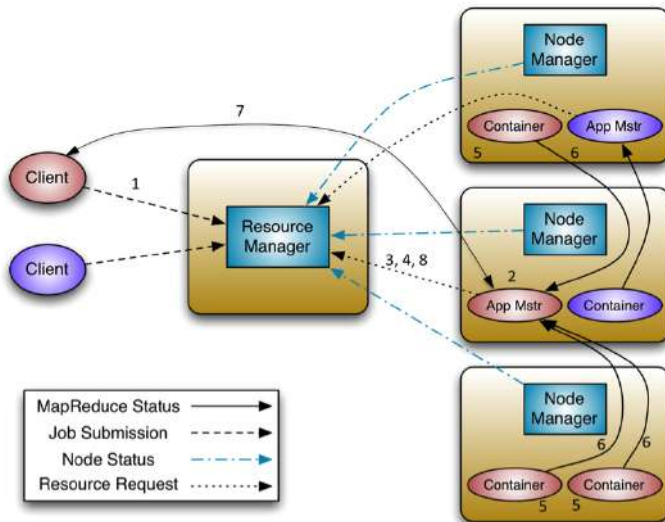 Node
Manager
7
Container
App Mstr
5
6
Client
1
Resource
Manager
Node
Manager
3, 4, 8
2
Client
App Mstr
Container
Node
Manager
MapReduce Status
Job Submission
Node Status
Resource Request
6
6
Container
Container
5
5